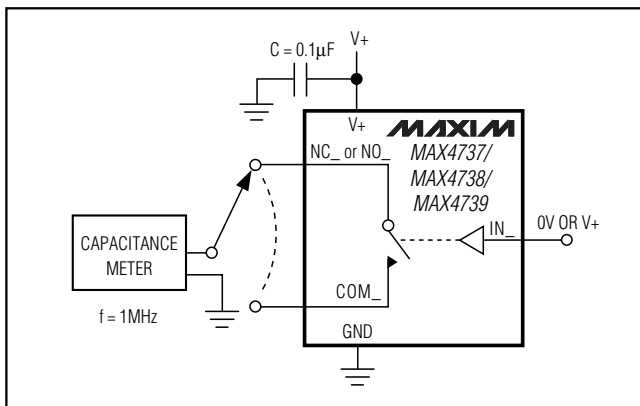 V+
C = 0.1µF
V+
MAXIM
NC_ or NO_
MAX4737/
MAX4738/
MAX4739
IN_
0V OR V+
CAPACITANCE
METER
COM_
f = 1MHz
GND